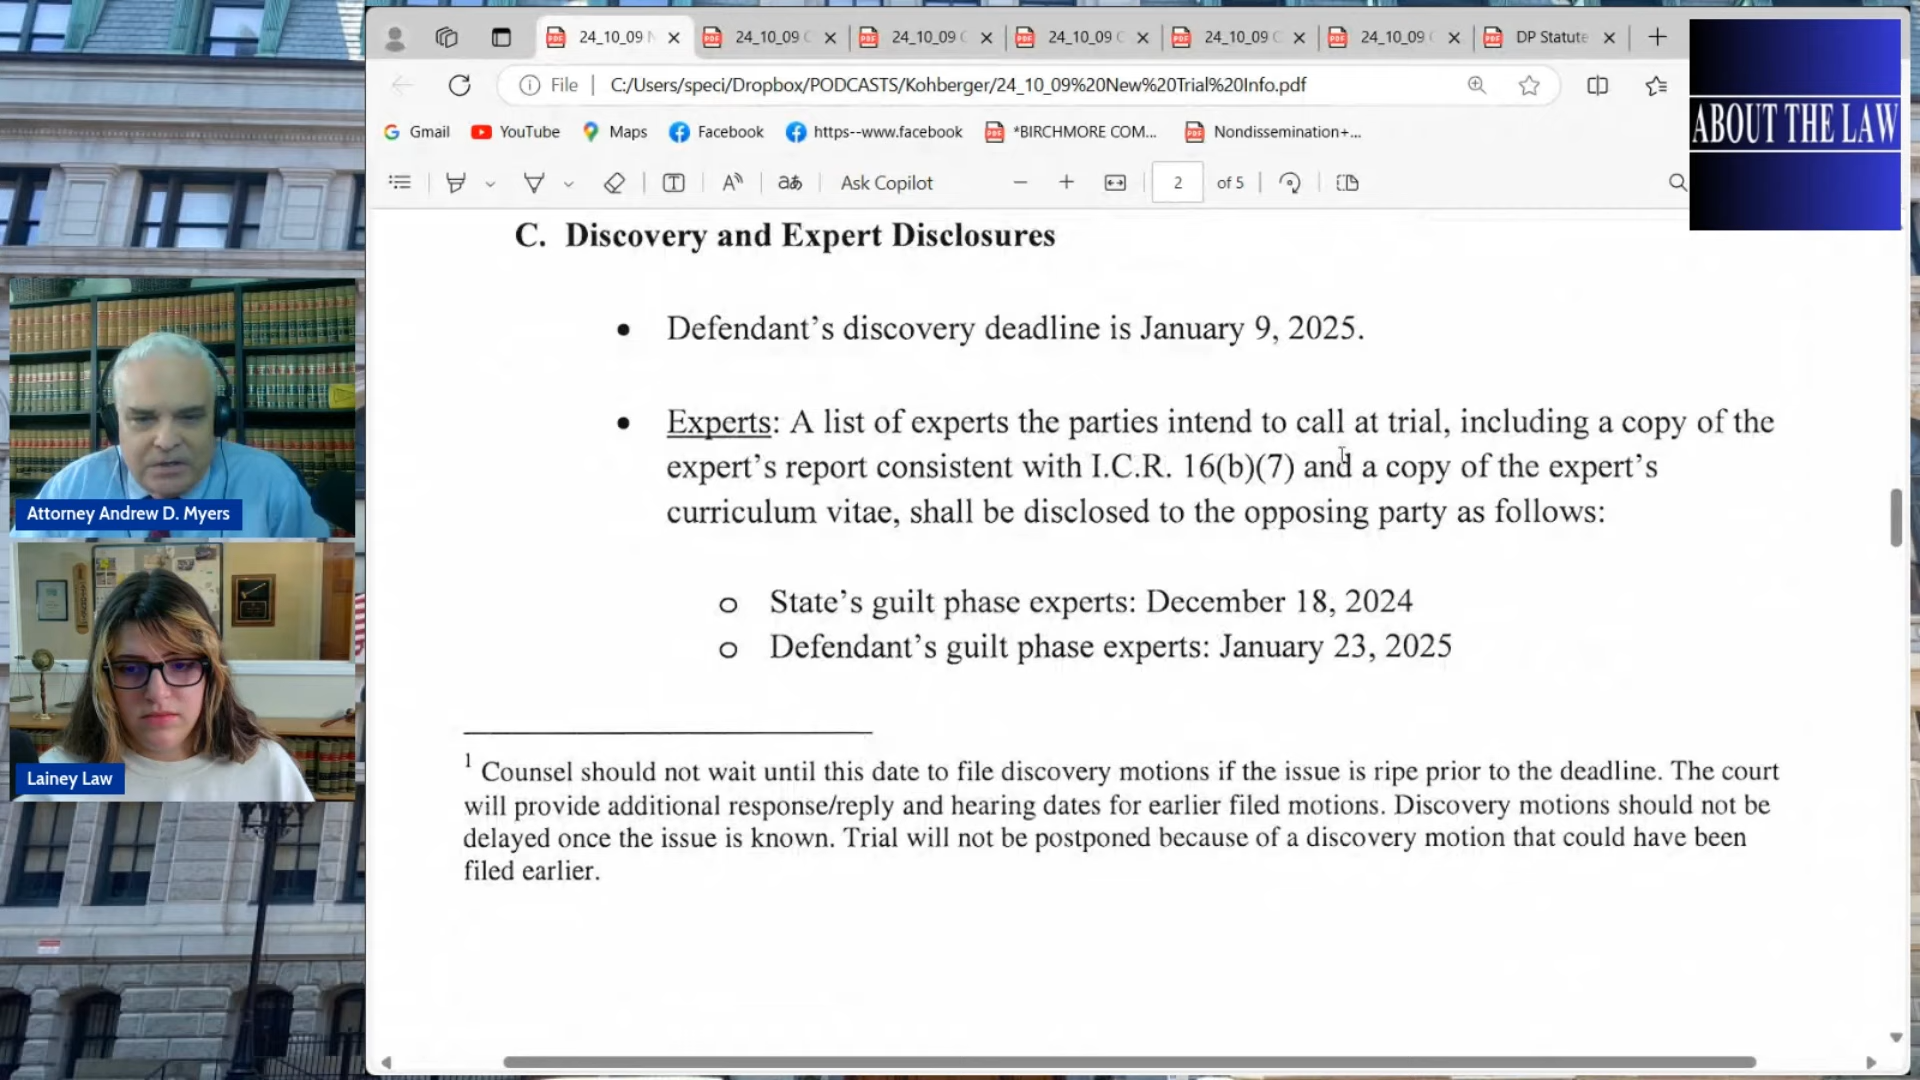 24_10_09 N
24_10_09 C
24_10_09 C
24_10_09 C
24_10_09 C
24_10_09 C
DP Statute
File
C:/Users/speci/Dropbox/PODCASTS/Kohberger/24_10_09%20New%20Trial%20Info.pdf
Gmail
YouTube
Maps
Facebook
https--www.facebook
*BIRCHMORE COM...
Nondissemination+...
ABOUT THE LAW
Ask Copilot
2
of 5
C. Discovery and Expert Disclosures
• Defendant's discovery deadline is January 9, 2025.
• Experts: A list of experts the parties intend to call at trial, including a copy of the
expert's report consistent with I.C.R. 16(b)(7) and a copy of the expert's
curriculum vitae, shall be disclosed to the opposing party as follows:
o State's guilt phase experts: December 18, 2024
o Defendant's guilt phase experts: January 23, 2025
1 Counsel should not wait until this date to file discovery motions if the issue is ripe prior to the deadline. The court
will provide additional response/reply and hearing dates for earlier filed motions. Discovery motions should not be
delayed once the issue is known. Trial will not be postponed because of a discovery motion that could have been
filed earlier.
Attorney Andrew D. Myers
Lainey Law